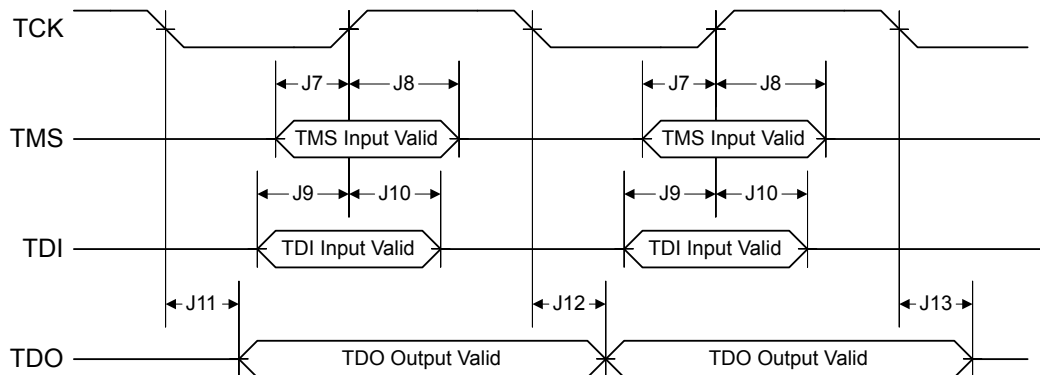 TCK
J7 J8 J7 J8
TMS TMS Input Valid TMS Input Valid
J9 J10 J9 J10
TDI TDI Input Valid TDI Input Valid
J11 J12 J13
TDO TDO Output Valid TDO Output Valid